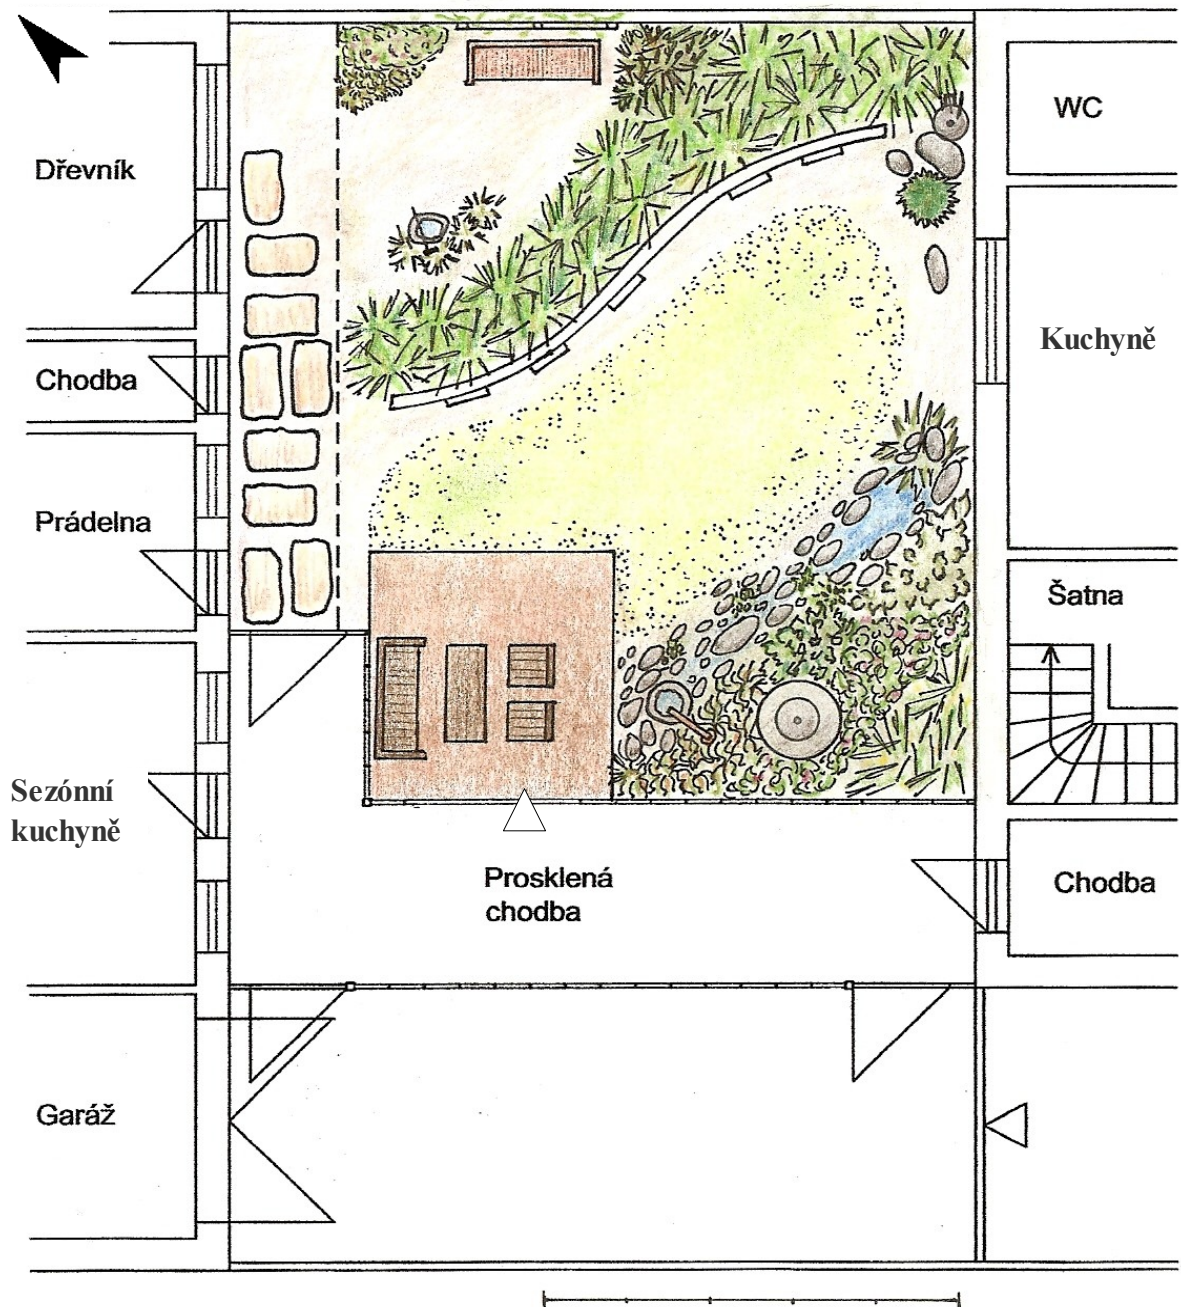 WC
Dřevník
Kuchyně
Chodba
Prádelna
Šatna
Sezónní
kuchyně
Prosklená
chodba
Chodba
Garáž